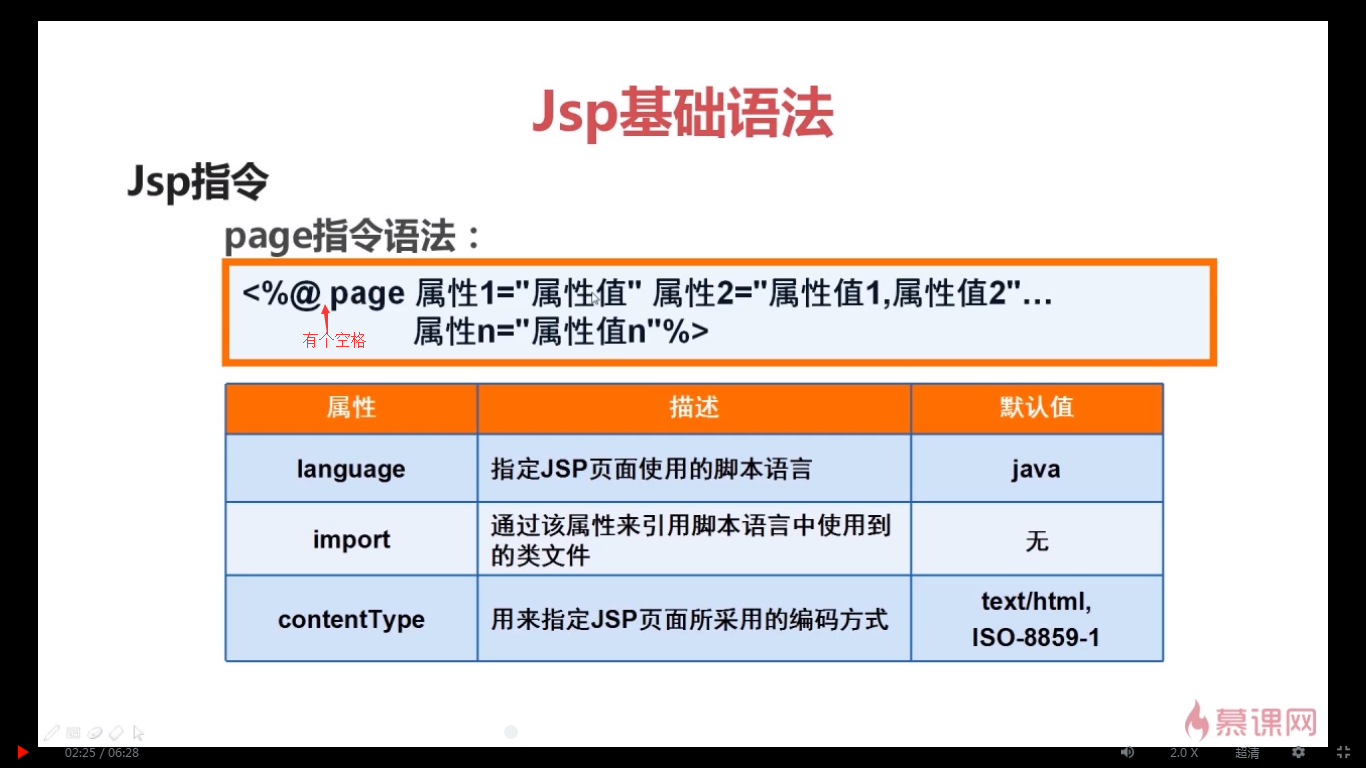 Jsp基础语法
Jsp指令
page指令语法：
<%@ page 属性1="属性值" 属性2="属性值1,属性值2"…
属性n="属性值n"%>
有个空格
属性 描述 默认值
language 指定JSP页面使用的脚本语言 java
import 通过该属性来引用脚本语言中使用到
的类文件 无
contentType 用来指定JSP页面所采用的编码方式 text/html,
ISO-8859-1
慕课网
02:25 / 06:28 2.0 X 超清